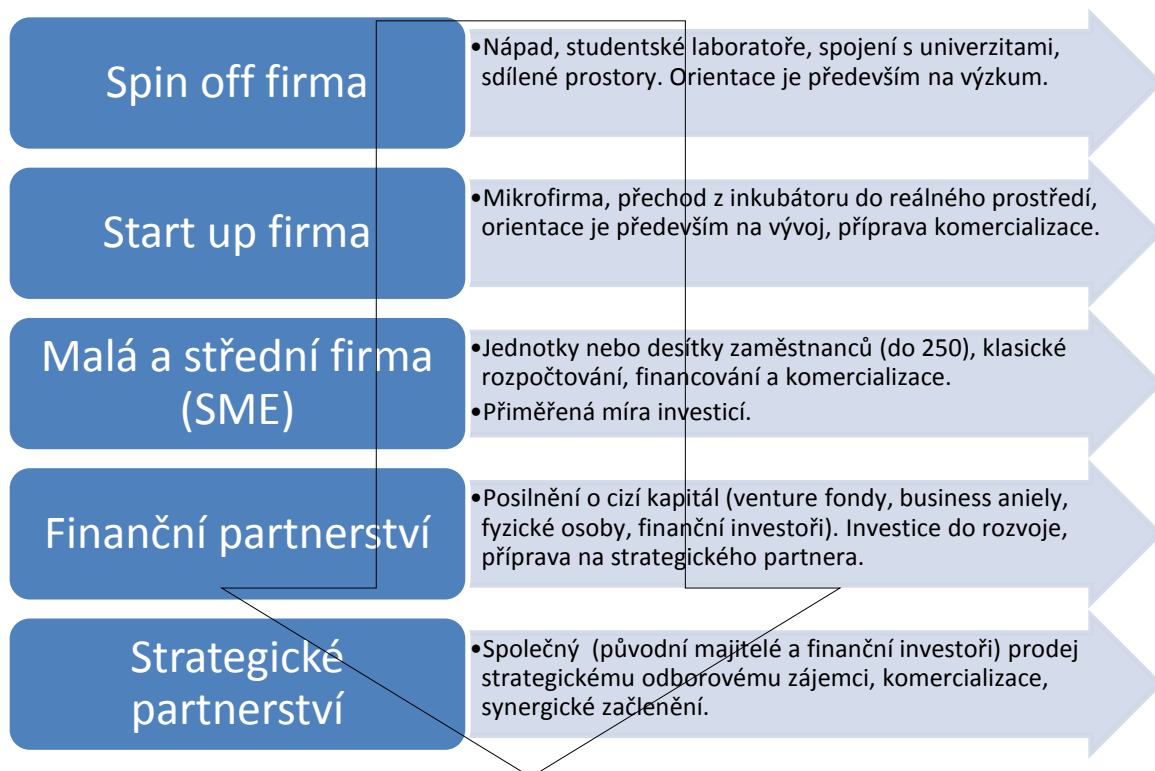 Spin off firma
•Nápad, studentské laboratoře, spojení s univerzitami,
sdílené prostory. Orientace je především na výzkum.
Start up firma
•Mikrofirma, přechod z inkubátoru do reálného prostředí,
orientace je především na vývoj, příprava komercializace.
Malá a střední firma
(SME)
•Jednotky nebo desítky zaměstnanců (do 250), klasické
rozpočtování, financování a komercializace.
•Přiměřená míra investicí.
Finanční partnerství
•Posilnění o cizí kapitál (venture fondy, business aniely,
fyzické osoby, finanční investoři). Investice do rozvoje,
příprava na strategického partnera.
Strategické
partnerství
•Společný (původní majitelé a finanční investoři) prodej
strategickému odborovému zájemci, komercializace,
synergické začlenění.